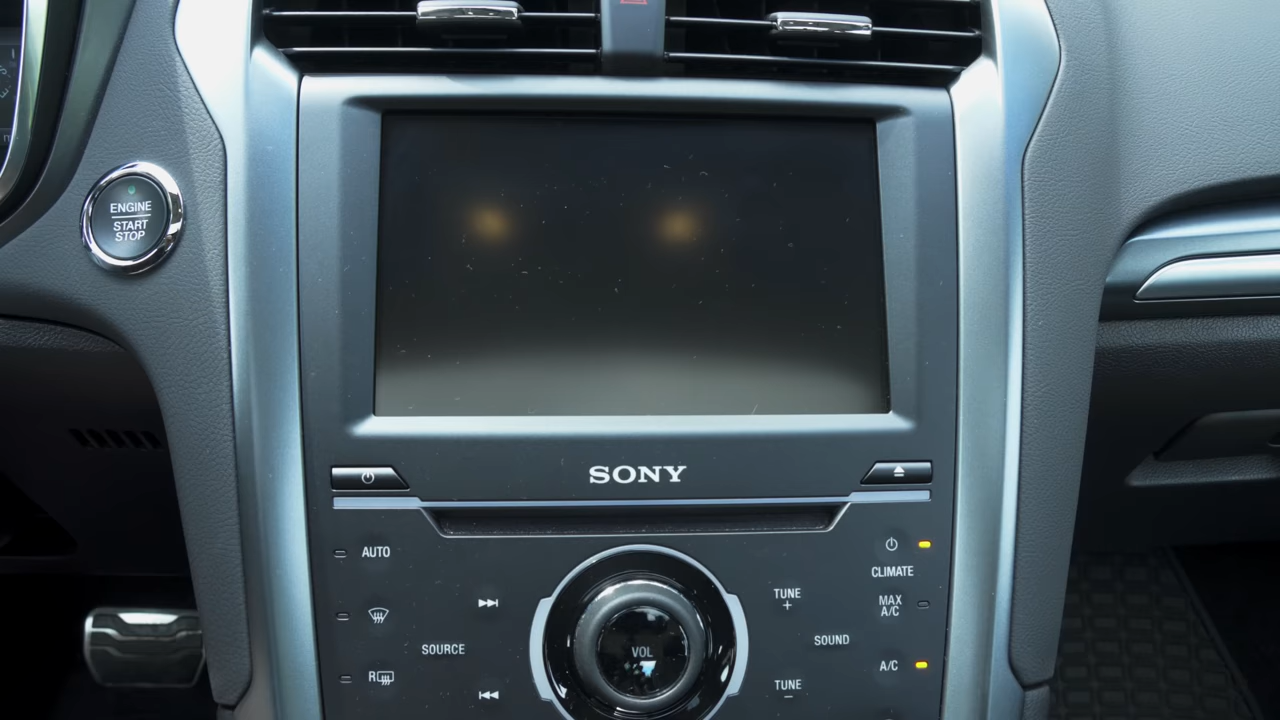 ENGINE
START
STOP
SONY
AUTO
CLIMATE
TUNE
+
MAX
A/C
SOURCE
SOUND
VOL
A/C
R
TUNE
−